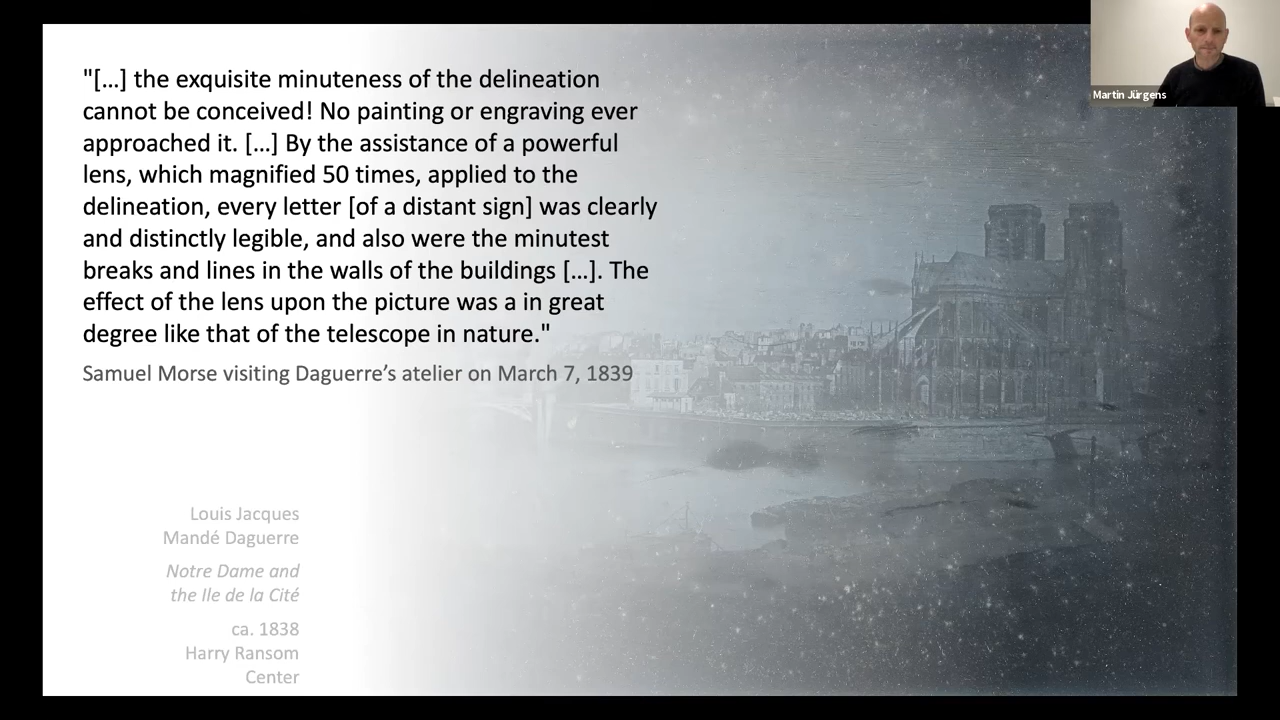 "[…] the exquisite minuteness of the delineation
cannot be conceived! No painting or engraving ever
approached it. […] By the assistance of a powerful
lens, which magnified 50 times, applied to the
delineation, every letter [of a distant sign] was clearly
and distinctly legible, and also were the minutest
breaks and lines in the walls of the buildings […]. The
effect of the lens upon the picture was a in great
degree like that of the telescope in nature."
Samuel Morse visiting Daguerre’s atelier on March 7, 1839
Louis Jacques
Mandé Daguerre
Notre Dame and
the Ile de la Cité
ca. 1838
Harry Ransom
Center
Martin Jürgens